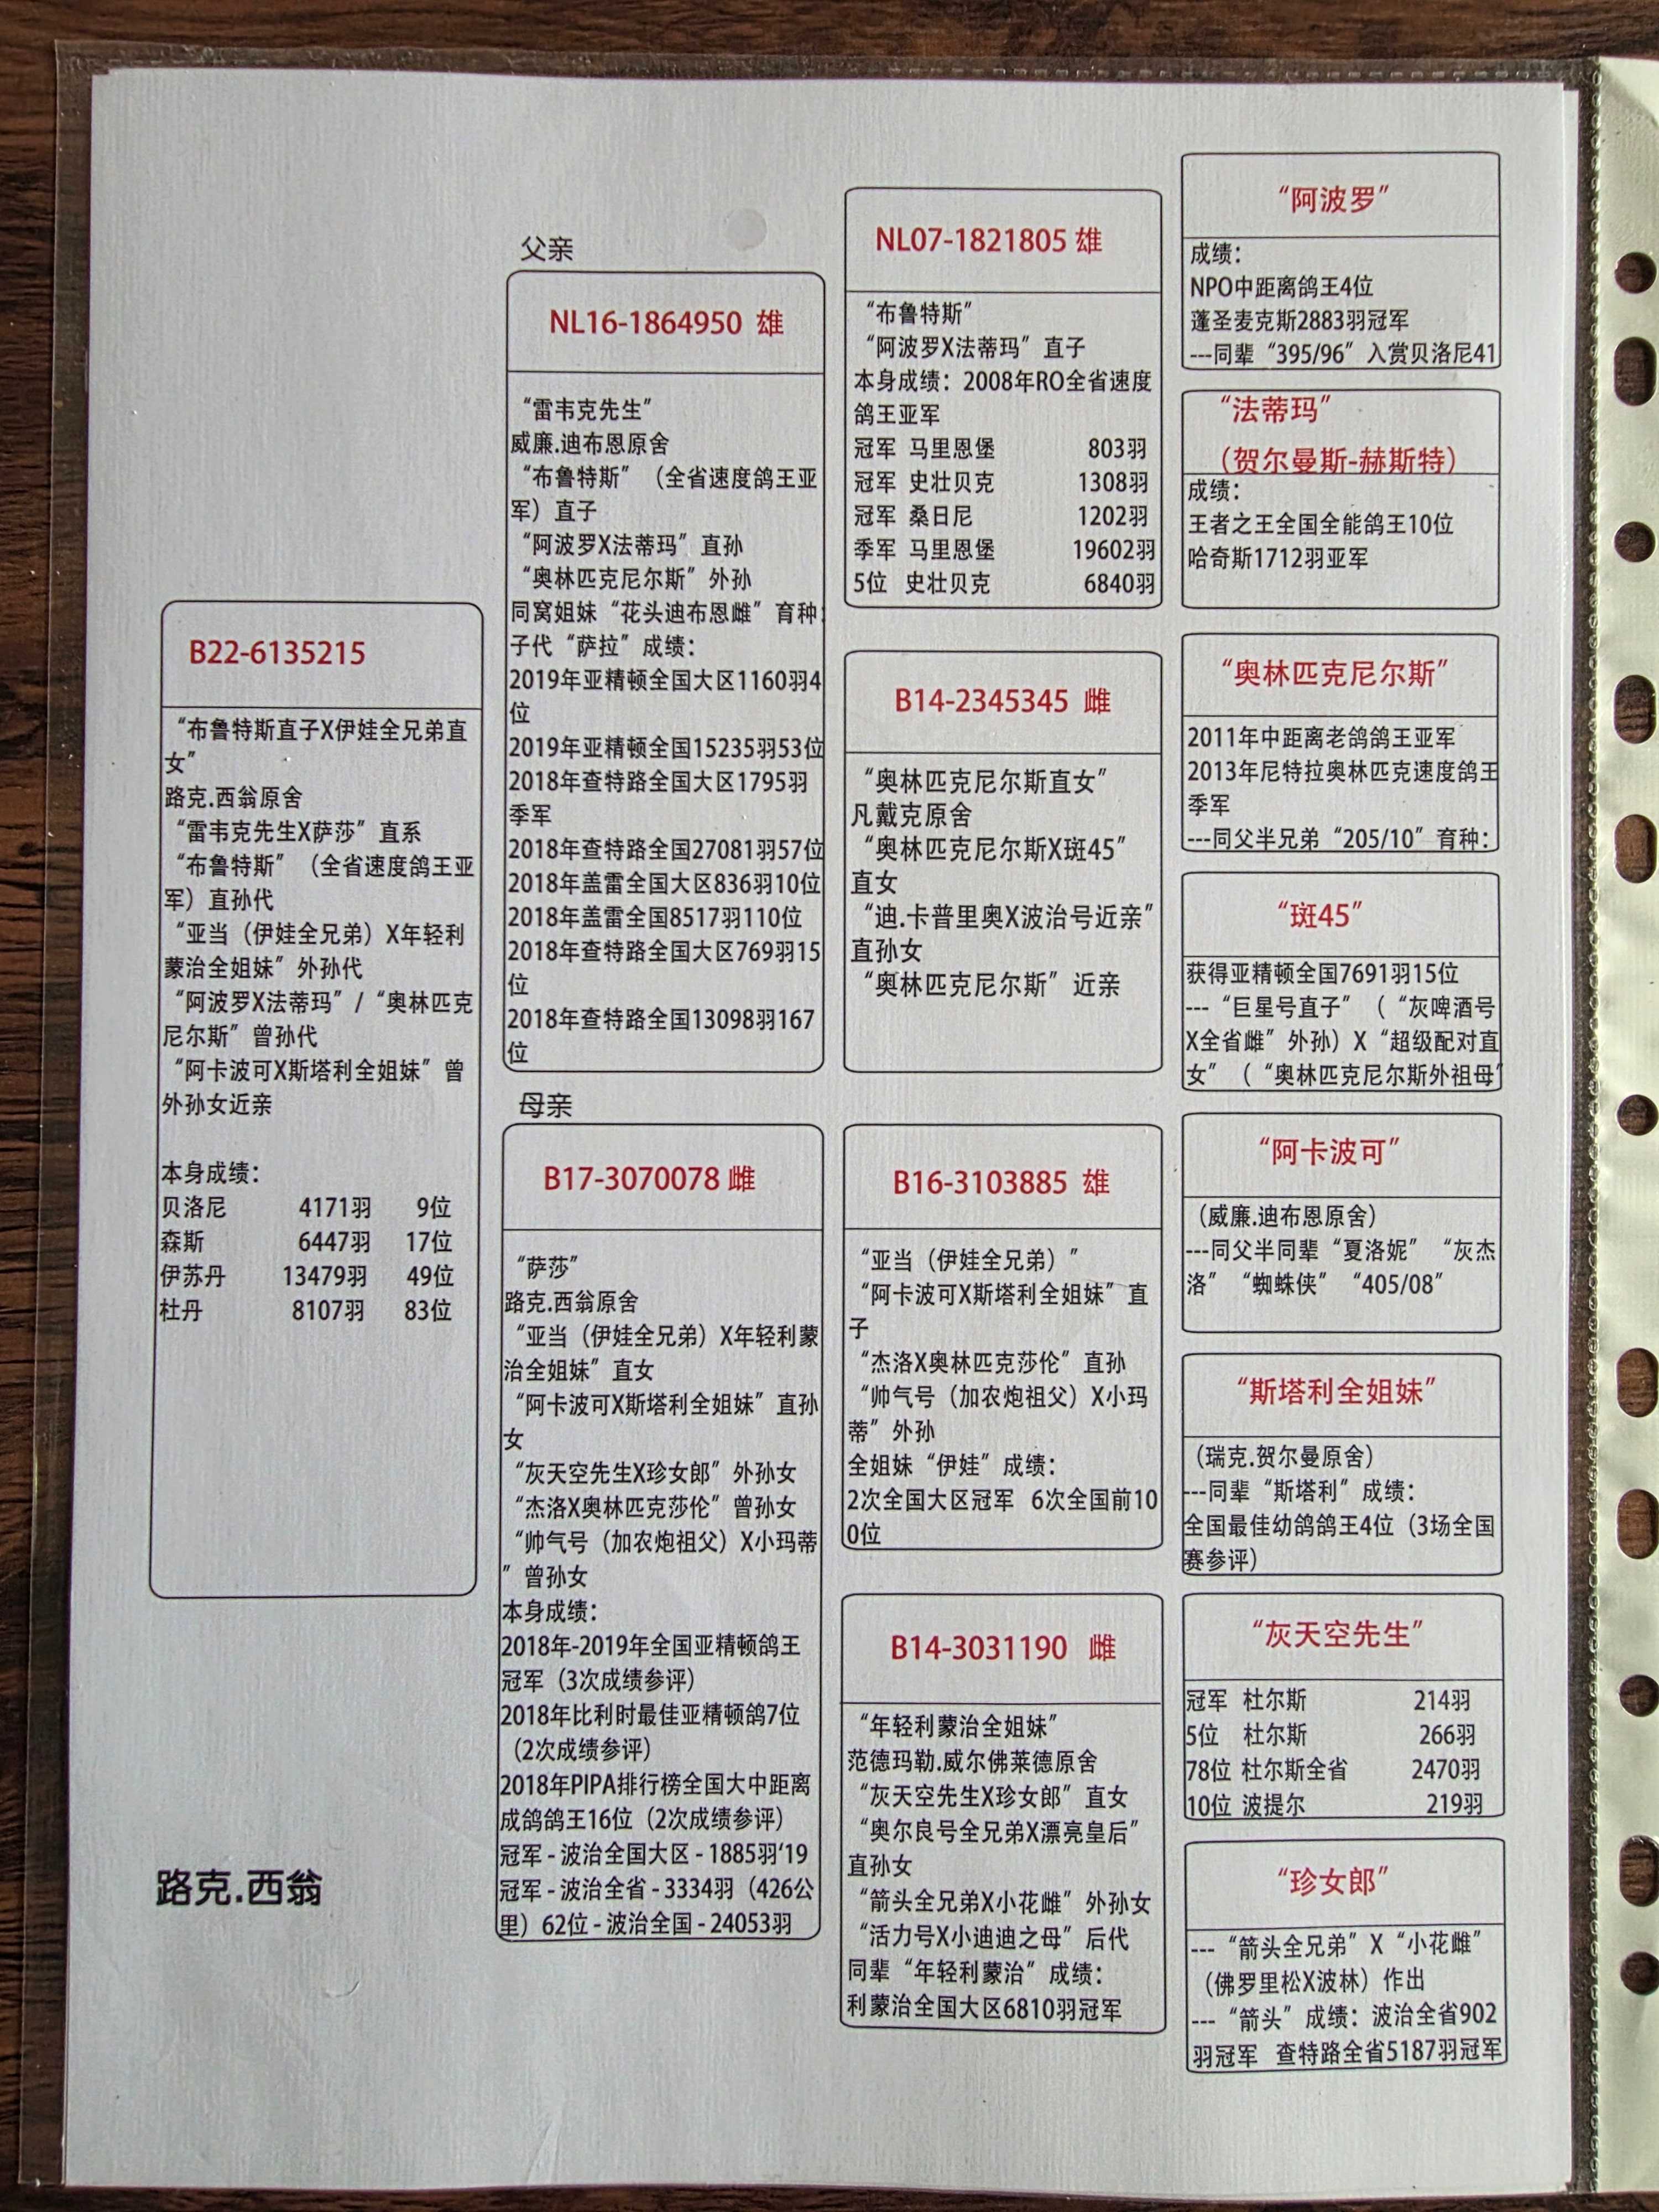 B22-6135215
“布鲁特斯直子X伊娃全兄弟直
女”
路克.西翁原舍
“雷韦克先生X萨莎”直系
“布鲁特斯”（全省速度鸽王亚
军）直孙代
“亚当（伊娃全兄弟）X年轻利
蒙治全姐妹”外孙代
“阿波罗X法蒂玛”/“奥林匹克
尼尔斯”曾孙代
“阿卡波可X斯塔利全姐妹”曾
外孙女近亲
本身成绩：
贝洛尼 4171羽 9位
森斯 6447羽 17位
伊苏丹 13479羽 49位
杜丹 8107羽 83位
路克.西翁
父亲
NL16-1864950 雄
“雷韦克先生”
威廉.迪布恩原舍
“布鲁特斯”（全省速度鸽王亚
军）直子
“阿波罗X法蒂玛”直孙
“奥林匹克尼尔斯”外孙
同窝姐妹“花头迪布恩雌”育种：
子代“萨拉”成绩：
2019年亚精顿全国大区1160羽4
位
2019年亚精顿全国15235羽53位
2018年查特路全国大区1795羽
季军
2018年查特路全国27081羽57位
2018年盖雷全国大区836羽10位
2018年盖雷全国8517羽110位
2018年查特路全国大区769羽15
位
2018年查特路全国13098羽167
位
母亲
B17-3070078 雌
“萨莎”
路克.西翁原舍
“亚当（伊娃全兄弟）X年轻利蒙
治全姐妹”直女
“阿卡波可X斯塔利全姐妹”直孙
女
“灰天空先生X珍女郎”外孙女
“杰洛X奥林匹克莎伦”曾孙女
“帅气号（加农炮祖父）X小玛蒂
”曾孙女
本身成绩：
2018年-2019年全国亚精顿鸽王
冠军（3次成绩参评）
2018年比利时最佳亚精顿鸽7位
（2次成绩参评）
2018年PIPA排行榜全国大中距离
成鸽鸽王16位（2次成绩参评）
冠军 - 波治全国大区 - 1885羽‘19
冠军 - 波治全省 - 3334羽（426公
里）62位 - 波治全国 - 24053羽
NL07-1821805 雄
“布鲁特斯”
“阿波罗X法蒂玛”直子
本身成绩：2008年RO全省速度
鸽王亚军
冠军 马里恩堡 803羽
冠军 史壮贝克 1308羽
冠军 桑日尼 1202羽
季军 马里恩堡 19602羽
5位 史壮贝克 6840羽
B14-2345345 雌
“奥林匹克尼尔斯直女”
凡戴克原舍
“奥林匹克尼尔斯X斑45”
直女
“迪.卡普里奥X波治号近亲”
直孙女
“奥林匹克尼尔斯”近亲
B16-3103885 雄
“亚当（伊娃全兄弟）”
“阿卡波可X斯塔利全姐妹”直
子
“杰洛X奥林匹克莎伦”直孙
“帅气号（加农炮祖父）X小玛
蒂”外孙
全姐妹“伊娃”成绩：
2次全国大区冠军 6次全国前10
0位
B14-3031190 雌
“年轻利蒙治全姐妹”
范德玛勒.威尔佛莱德原舍
“灰天空先生X珍女郎”直女
“奥尔良号全兄弟X漂亮皇后”
直孙女
“箭头全兄弟X小花雌”外孙女
“活力号X小迪迪之母”后代
同辈“年轻利蒙治”成绩：
利蒙治全国大区6810羽冠军
“阿波罗”
成绩：
NPO中距离鸽王4位
蓬圣麦克斯2883羽冠军
---同辈“395/96”入赏贝洛尼41
“法蒂玛”
（贺尔曼斯-赫斯特）
成绩：
王者之王全国全能鸽王10位
哈奇斯1712羽亚军
“奥林匹克尼尔斯”
2011年中距离老鸽鸽王亚军
2013年尼特拉奥林匹克速度鸽王
季军
---同父半兄弟“205/10”育种：
“斑45”
获得亚精顿全国7691羽15位
---“巨星号直子”（“灰啤酒号
X全省雌”外孙）X“超级配对直
女”（“奥林匹克尼尔斯外祖母”
“阿卡波可”
（威廉.迪布恩原舍）
---同父半同辈“夏洛妮”“灰杰
洛”“蜘蛛侠”“405/08”
“斯塔利全姐妹”
（瑞克.贺尔曼原舍）
---同辈“斯塔利”成绩：
全国最佳幼鸽鸽王4位（3场全国
赛参评）
“灰天空先生”
冠军 杜尔斯 214羽
5位 杜尔斯 266羽
78位 杜尔斯全省 2470羽
10位 波提尔 219羽
“珍女郎”
---“箭头全兄弟”X“小花雌”
（佛罗里松X波林）作出
---“箭头”成绩：波治全省902
羽冠军 查特路全省5187羽冠军